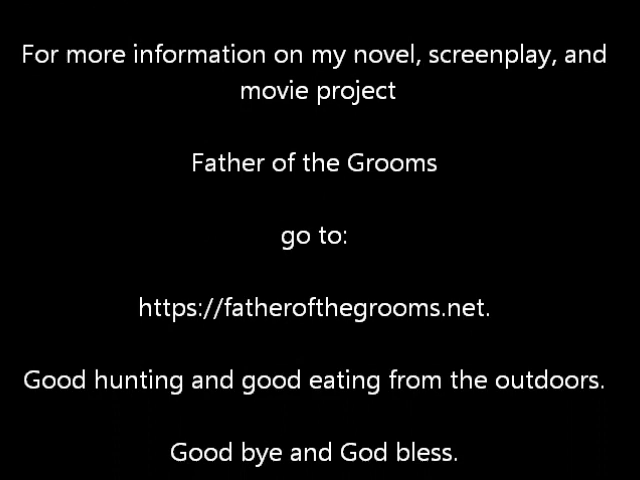 For more information on my novel, screenplay, and
movie project
Father of the Grooms
go to:
https://fatherofthegrooms.net.
Good hunting and good eating from the outdoors.
Good bye and God bless.